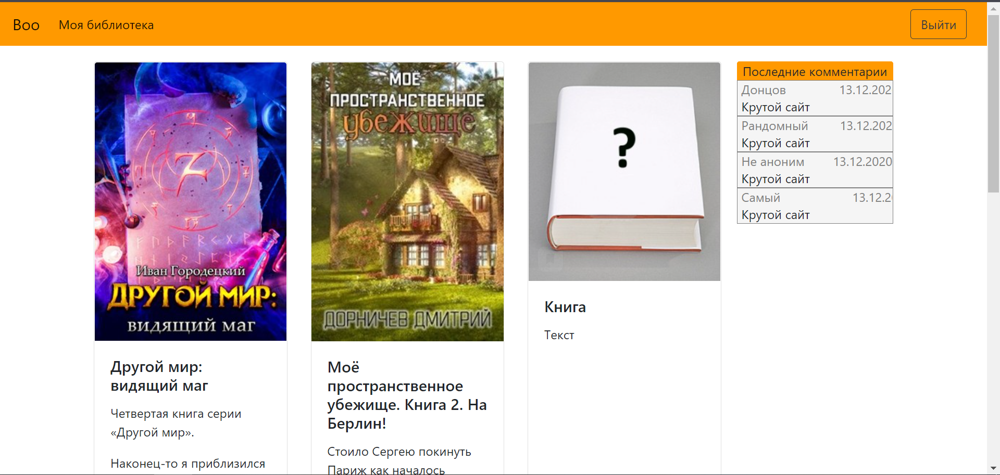 Boo
Моя библиотека
Выйти
МОЁ
ПРОСТРАНСТВЕННОЕ
убежище
ДОРНИЧЕВ ДМИТРИЙ
Иван Городецкий
ДРУГОЙ МИР:
видящий маг
?
Другой мир:
видящий маг
Четвертая книга серии
«Другой мир».
Наконец-то я приблизился
Моё
пространственное
убежище. Книга 2. На
Берлин!
Стоило Сергею покинуть
Париж как началось
Книга
Текст
Последние комментарии
Донцов 13.12.202
Крутой сайт
Рандомный 13.12.202
Крутой сайт
Не аноним 13.12.2020
Крутой сайт
Самый 13.12.2
Крутой сайт